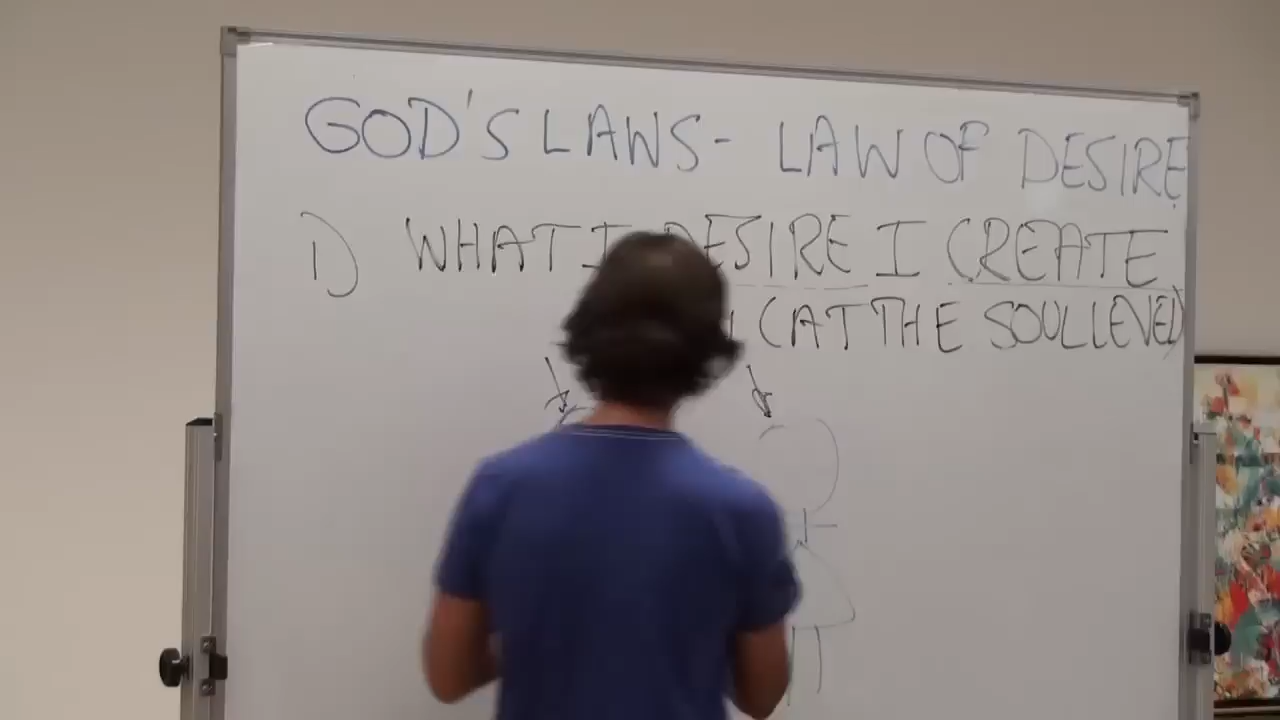 GOD'S LAWS - LAW OF DESIRE
1) WHAT I DESIRE I CREATE
(AT THE SOUL LEVEL)